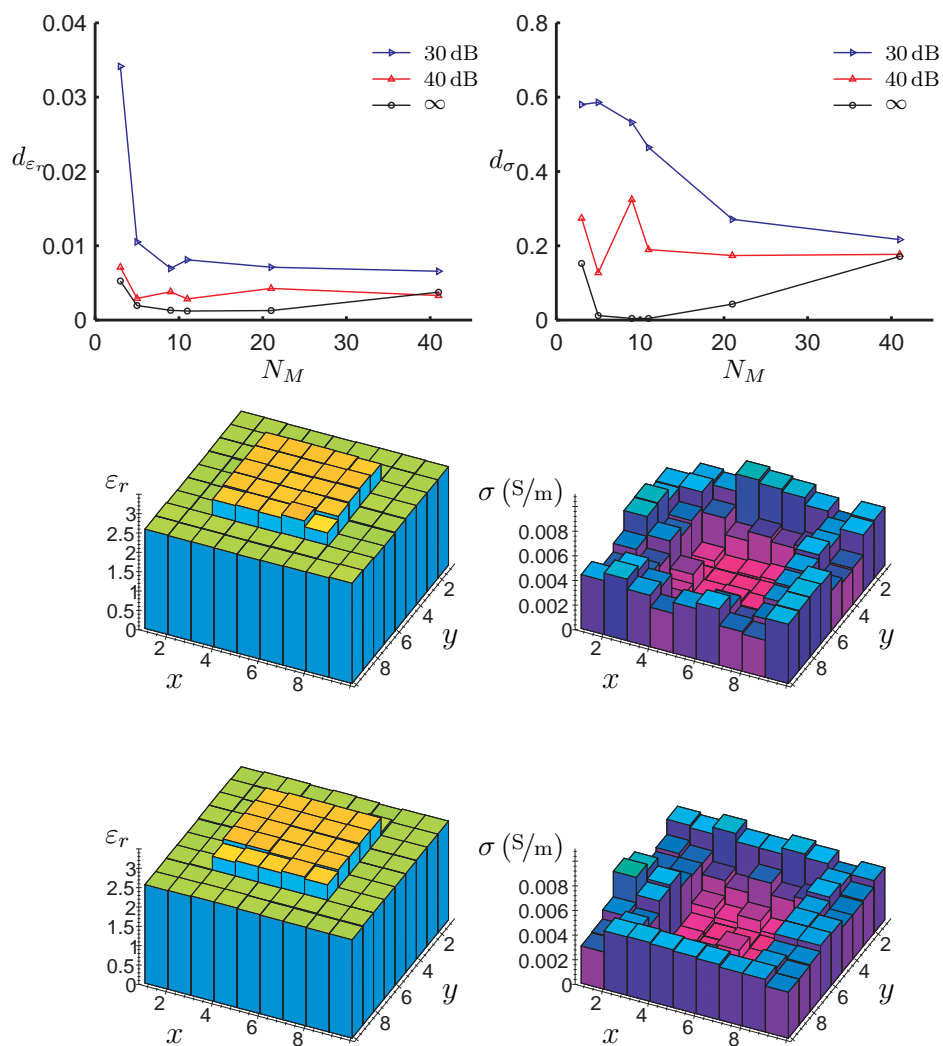 0.04
0.03
0.02
0.01
0
d_{ε_r}
30 dB
40 dB
∞
0 10 20 30 40
N_M
0.8
0.6
0.4
0.2
0
d_σ
30 dB
40 dB
∞
0 10 20 30 40
N_M
ε_r
3
2.5
2
1.5
1
0.5
0
2 4 6 8
x
2
4
6
8
y
σ (S/m)
0.008
0.006
0.004
0.002
0
2 4 6 8
x
2
4
6
8
y
ε_r
3
2.5
2
1.5
1
0.5
0
2 4 6 8
x
2
4
6
8
y
σ (S/m)
0.008
0.006
0.004
0.002
0
2 4 6 8
x
2
4
6
8
y